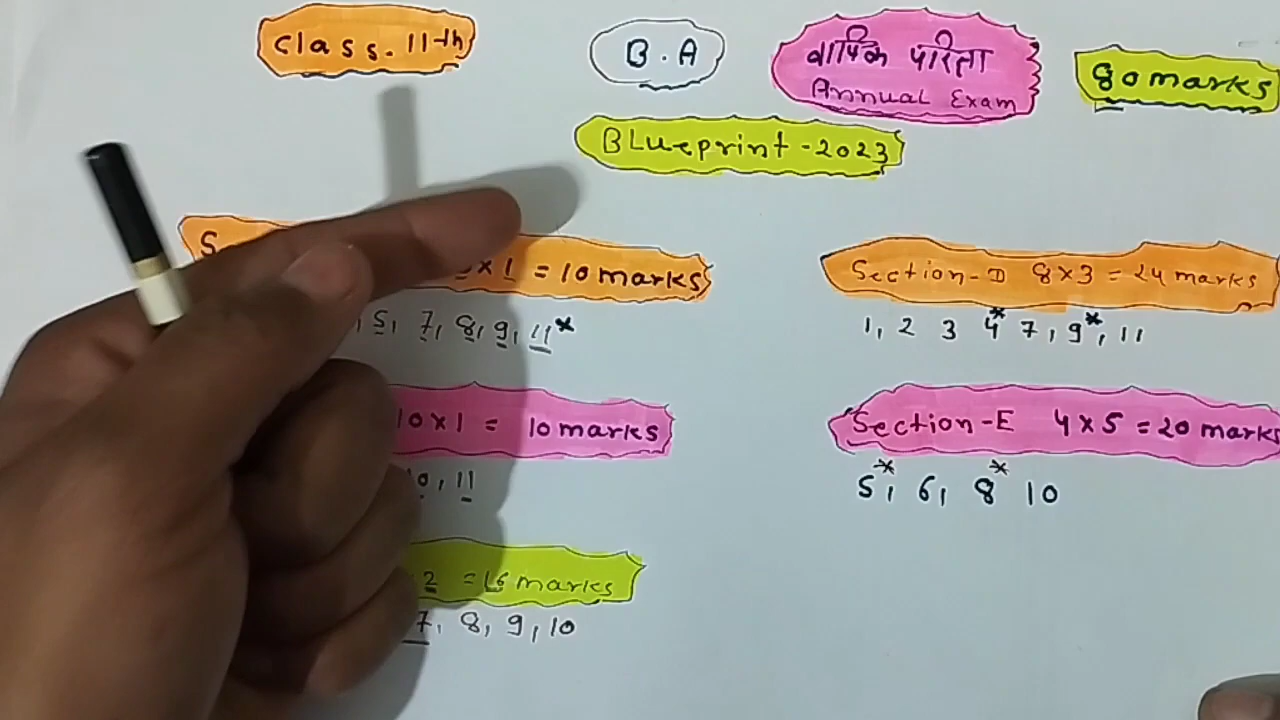 Class. 11th
B.A
वार्षिक परिक्षा
Annual Exam
80 marks
BLueprint - 2023
S × 1 = 10 marks
, 5, 7, 8, 9, 11*
10 × 1 = 10 marks
, 11
2 = 16 marks
7, 8, 9, 10
Section - D 8 × 3 = 24 marks
1, 2 3 4* 7, 9*, 11
Section - E 4 × 5 = 20 marks
5*, 6, 8* 10